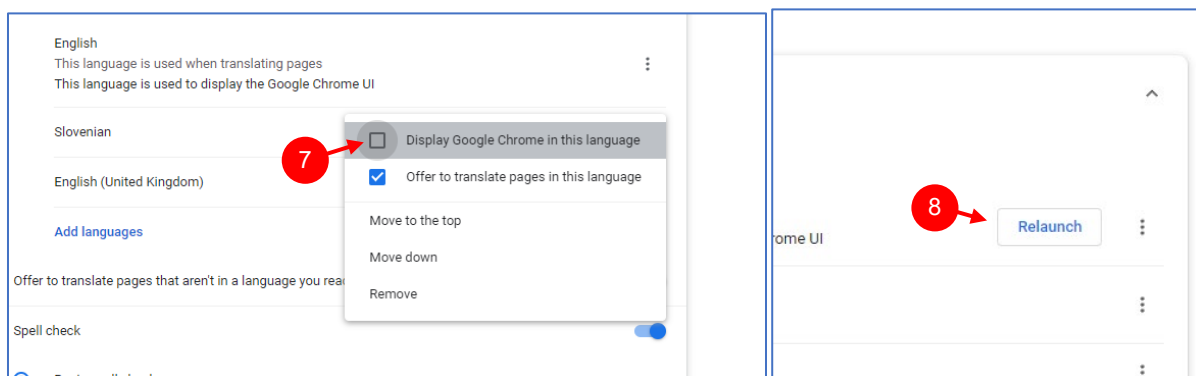 English
This language is used when translating pages
This language is used to display the Google Chrome UI
Slovenian
7
Display Google Chrome in this language
English (United Kingdom)
Offer to translate pages in this language
Move to the top
Add languages
Move down
Offer to translate pages that aren't in a language you read
Remove
Spell check
8
Relaunch
rome UI